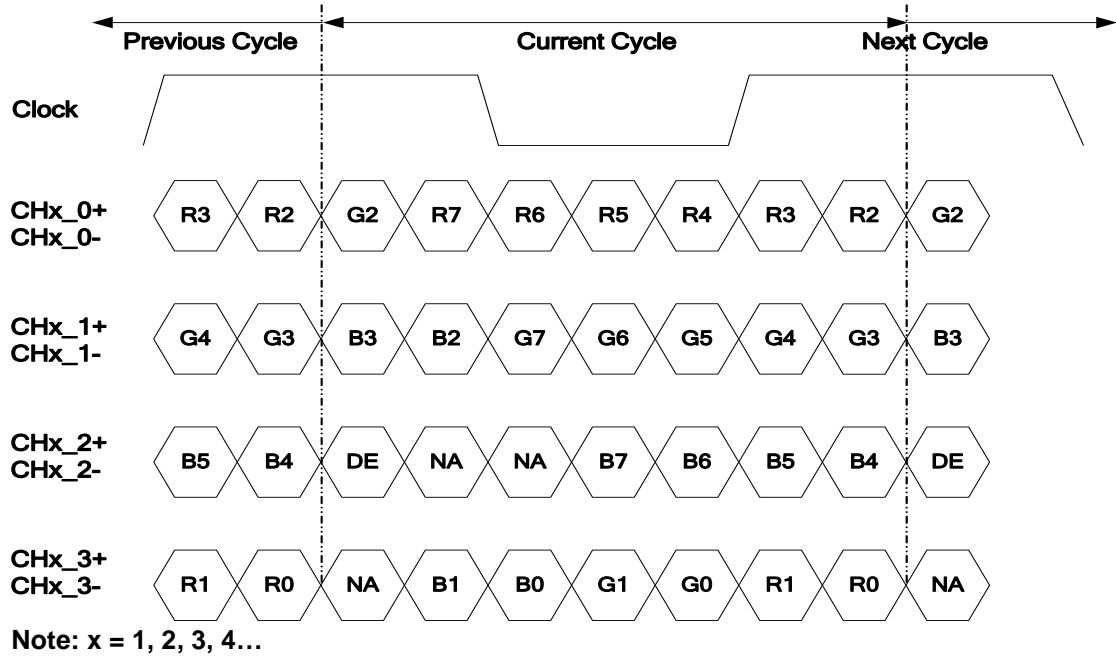 Previous Cycle Current Cycle Next Cycle
Clock
CHx_0+
CHx_0-
R3 R2 G2 R7 R6 R5 R4 R3 R2 G2
CHx_1+
CHx_1-
G4 G3 B3 B2 G7 G6 G5 G4 G3 B3
CHx_2+
CHx_2-
B5 B4 DE NA NA B7 B6 B5 B4 DE
CHx_3+
CHx_3-
R1 R0 NA B1 B0 G1 G0 R1 R0 NA
Note: x = 1, 2, 3, 4…